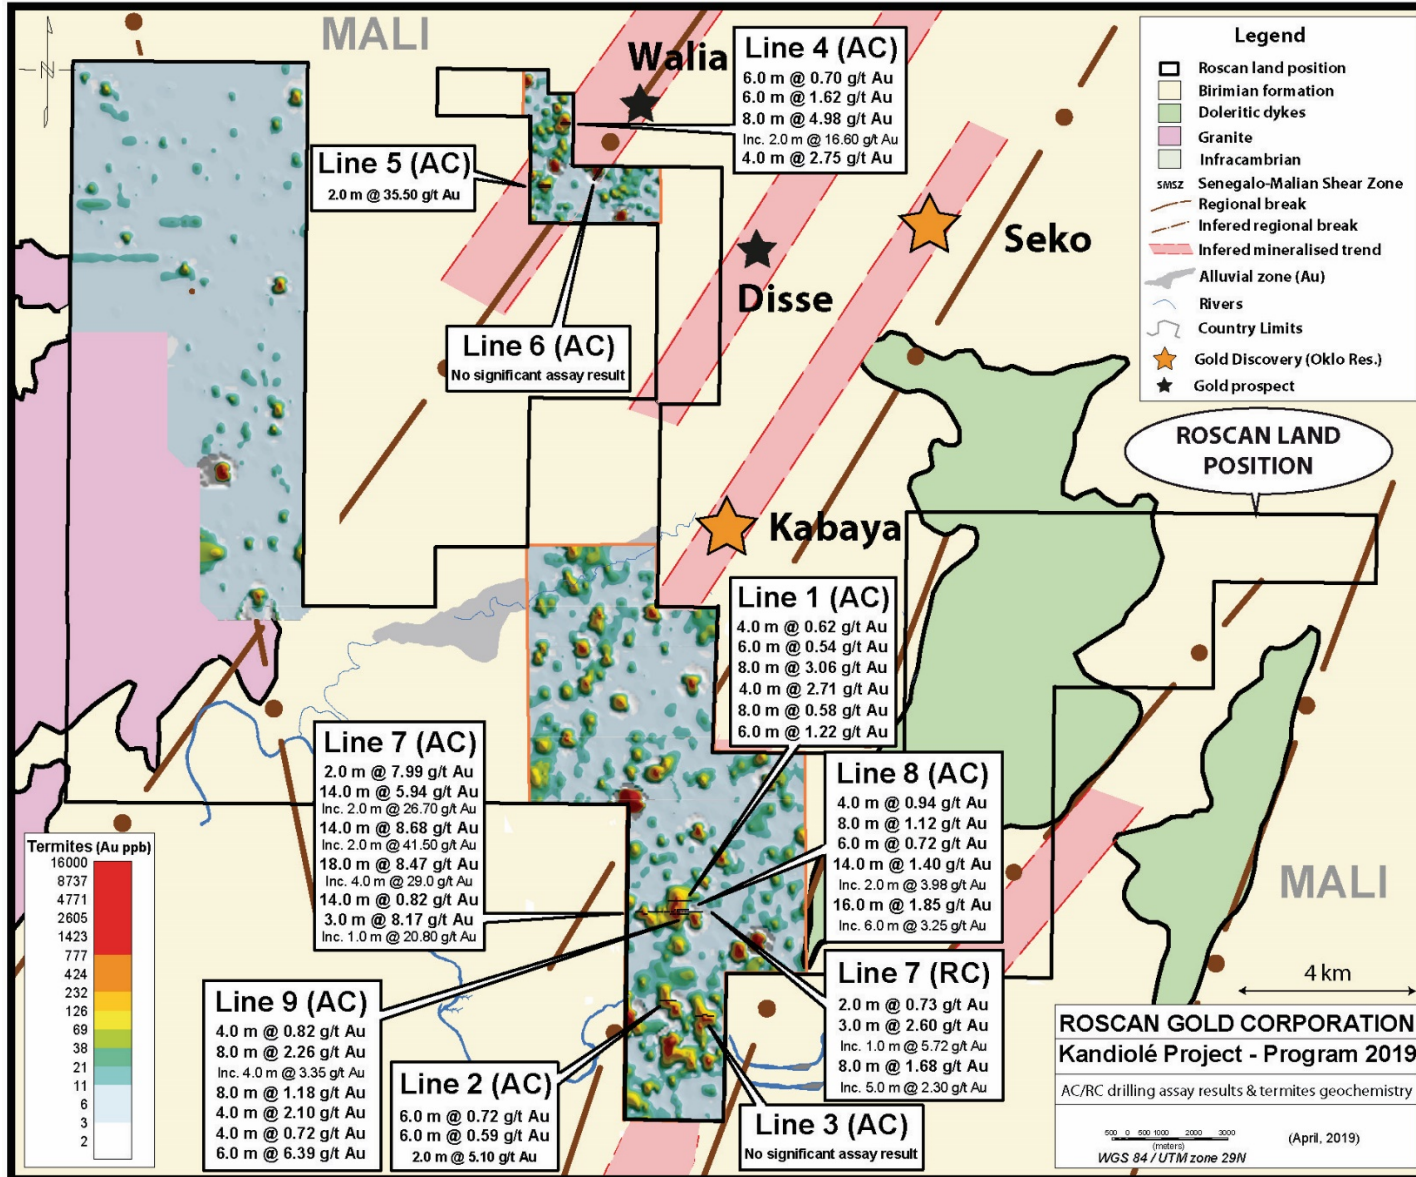 MALI
N
Walia
Line 4 (AC)
6.0 m @ 0.70 g/t Au
6.0 m @ 1.62 g/t Au
8.0 m @ 4.98 g/t Au
Inc. 2.0 m @ 16.60 g/t Au
4.0 m @ 2.75 g/t Au
Legend
Roscan land position
Birimian formation
Doleritic dykes
Granite
Infracambrian
SMSZ Senegalo-Malian Shear Zone
Regional break
Infered regional break
Infered mineralised trend
Alluvial zone (Au)
Rivers
Country Limits
Gold Discovery (Oklo Res.)
Gold prospect
Line 5 (AC)
2.0 m @ 35.50 g/t Au
Seko
Disse
Line 6 (AC)
No significant assay result
ROSCAN LAND
POSITION
Kabaya
Line 1 (AC)
4.0 m @ 0.62 g/t Au
6.0 m @ 0.54 g/t Au
8.0 m @ 3.06 g/t Au
4.0 m @ 2.71 g/t Au
8.0 m @ 0.58 g/t Au
6.0 m @ 1.22 g/t Au
Line 7 (AC)
2.0 m @ 7.99 g/t Au
14.0 m @ 5.94 g/t Au
Inc. 2.0 m @ 26.70 g/t Au
14.0 m @ 8.68 g/t Au
Inc. 2.0 m @ 41.50 g/t Au
18.0 m @ 8.47 g/t Au
Inc. 4.0 m @ 29.0 g/t Au
14.0 m @ 0.82 g/t Au
3.0 m @ 8.17 g/t Au
Inc. 1.0 m @ 20.80 g/t Au
Line 8 (AC)
4.0 m @ 0.94 g/t Au
8.0 m @ 1.12 g/t Au
6.0 m @ 0.72 g/t Au
14.0 m @ 1.40 g/t Au
Inc. 2.0 m @ 3.98 g/t Au
16.0 m @ 1.85 g/t Au
Inc. 6.0 m @ 3.25 g/t Au
MALI
Termites (Au ppb)
16000
8737
4771
2605
1423
777
424
232
126
69
38
21
11
6
3
2
Line 9 (AC)
4.0 m @ 0.82 g/t Au
8.0 m @ 2.26 g/t Au
Inc. 4.0 m @ 3.35 g/t Au
8.0 m @ 1.18 g/t Au
4.0 m @ 2.10 g/t Au
4.0 m @ 0.72 g/t Au
6.0 m @ 6.39 g/t Au
Line 2 (AC)
6.0 m @ 0.72 g/t Au
6.0 m @ 0.59 g/t Au
2.0 m @ 5.10 g/t Au
Line 7 (RC)
2.0 m @ 0.73 g/t Au
3.0 m @ 2.60 g/t Au
Inc. 1.0 m @ 5.72 g/t Au
8.0 m @ 1.68 g/t Au
Inc. 5.0 m @ 2.30 g/t Au
Line 3 (AC)
No significant assay result
4 km
ROSCAN GOLD CORPORATION
Kandiolé Project - Program 2019
AC/RC drilling assay results & termites geochemistry
500 0 500 1000 2000 3000
(meters)
WGS 84 / UTM zone 29N
(April, 2019)